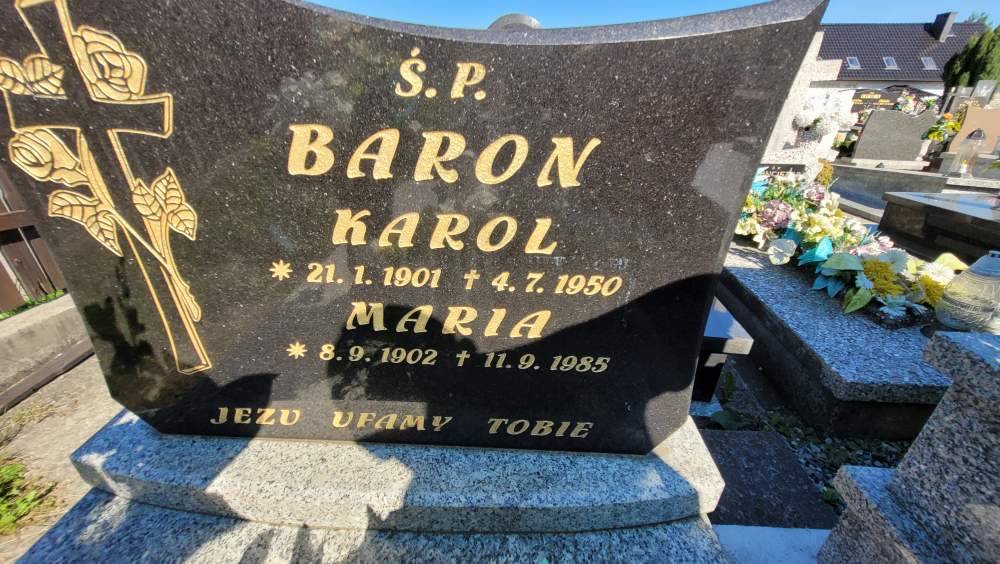 Ś. P.
BARON
KAROL
* 21. 1. 1901 † 4. 7. 1950
MARIA
* 8. 9. 1902 † 11. 9. 1985
JEZU UFAMY TOBIE